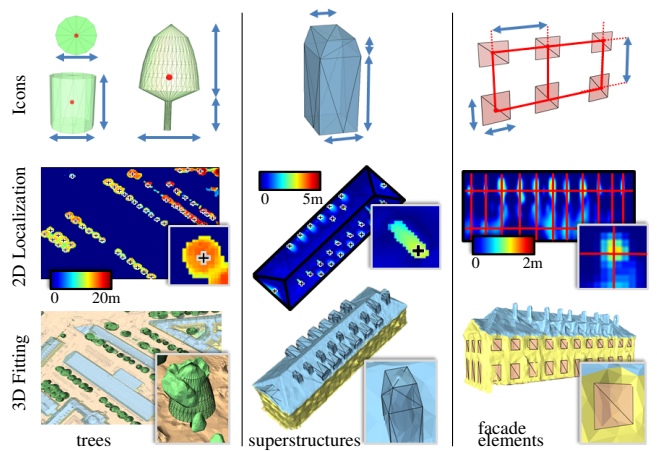 Icons
2D Localization
0 20m
0 5m
0 2m
3D Fitting
trees
superstructures
facade
elements